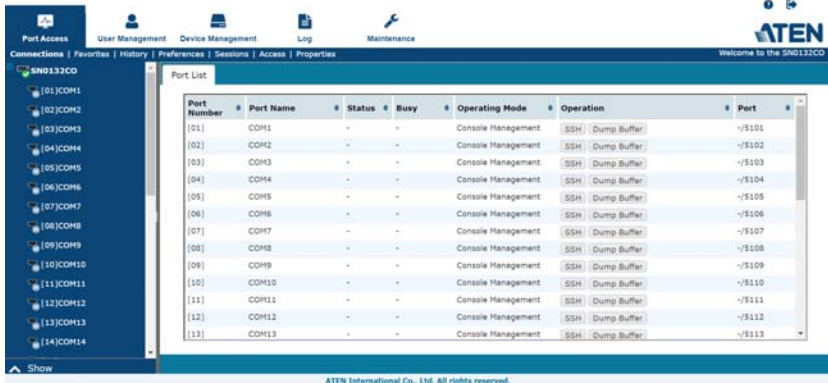 Port Access User Management Device Management Log Maintenance
ATEN
Connections | Favorites | History | Preferences | Sessions | Access | Properties Welcome to the SN0132CO
SN0132CO
[01]COM1
[02]COM2
[03]COM3
[04]COM4
[05]COM5
[06]COM6
[07]COM7
[08]COM8
[09]COM9
[10]COM10
[11]COM11
[12]COM12
[13]COM13
[14]COM14
Show
Port List
Port Number Port Name Status Busy Operating Mode Operation Port
[01] COM1 - - Console Management SSH Dump Buffer -/5101
[02] COM2 - - Console Management SSH Dump Buffer -/5102
[03] COM3 - - Console Management SSH Dump Buffer -/5103
[04] COM4 - - Console Management SSH Dump Buffer -/5104
[05] COM5 - - Console Management SSH Dump Buffer -/5105
[06] COM6 - - Console Management SSH Dump Buffer -/5106
[07] COM7 - - Console Management SSH Dump Buffer -/5107
[08] COM8 - - Console Management SSH Dump Buffer -/5108
[09] COM9 - - Console Management SSH Dump Buffer -/5109
[10] COM10 - - Console Management SSH Dump Buffer -/5110
[11] COM11 - - Console Management SSH Dump Buffer -/5111
[12] COM12 - - Console Management SSH Dump Buffer -/5112
[13] COM13 - - Console Management SSH Dump Buffer -/5113
ATEN International Co., Ltd. All rights reserved.